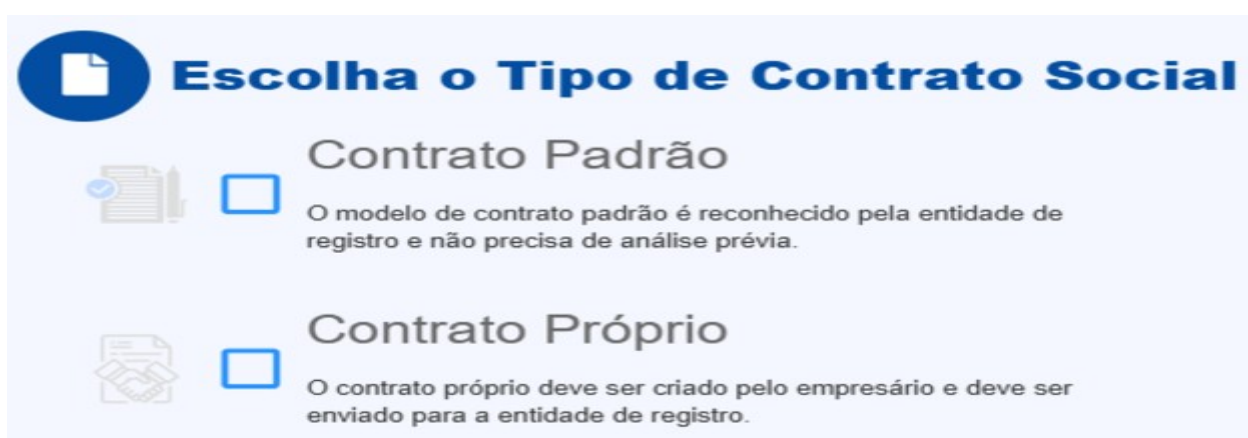 Escolha o Tipo de Contrato Social
Contrato Padrão
O modelo de contrato padrão é reconhecido pela entidade de
registro e não precisa de análise prévia.
Contrato Próprio
O contrato próprio deve ser criado pelo empresário e deve ser
enviado para a entidade de registro.